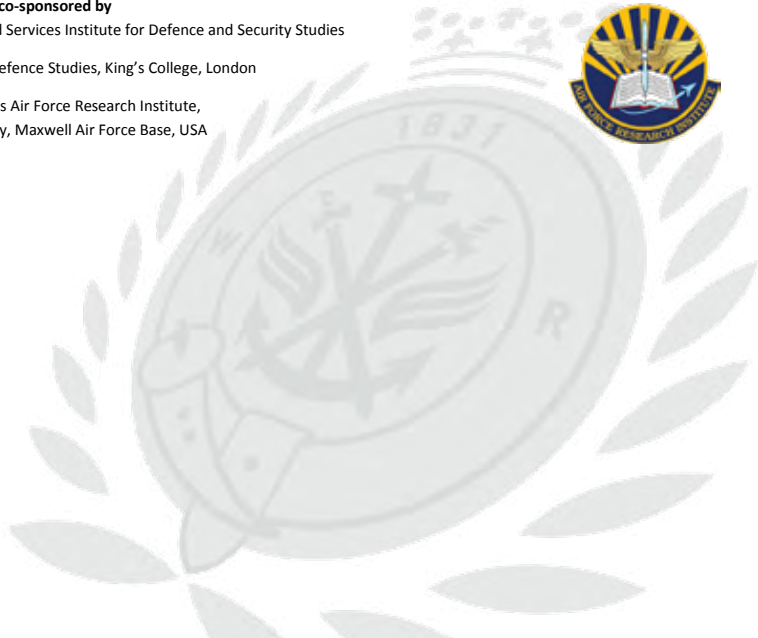 co-sponsored by
l Services Institute for Defence and Security Studies
efence Studies, King's College, London
s Air Force Research Institute,
y, Maxwell Air Force Base, USA
AIR FORCE RESEARCH INSTITUTE
1931
W
E
R